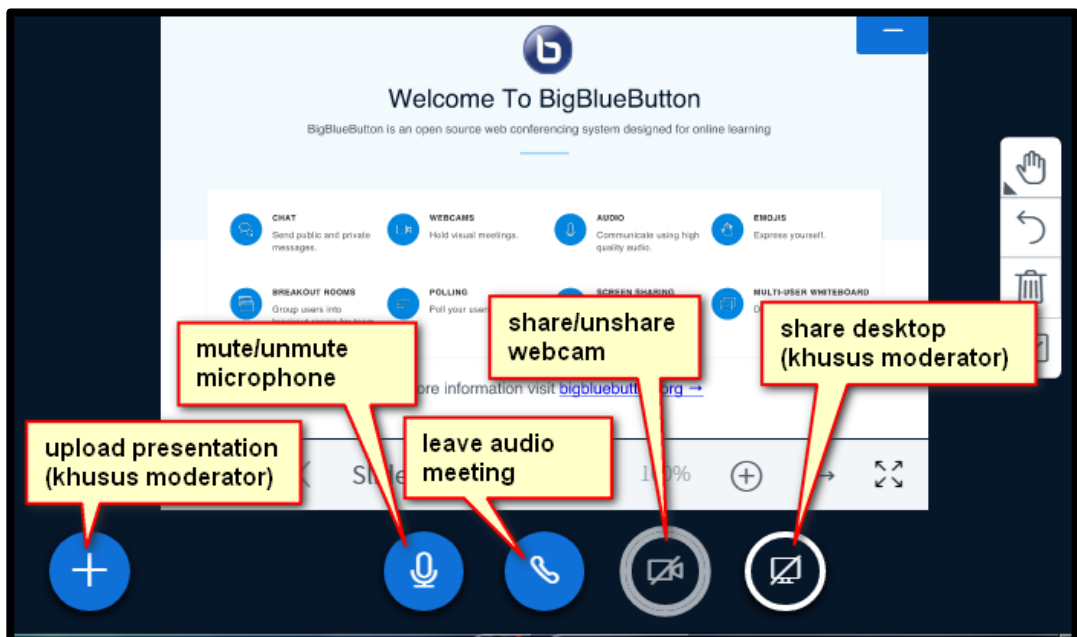 Welcome To BigBlueButton
BigBlueButton is an open source web conferencing system designed for online learning
CHAT
Send public and private
messages.
WEBCAMS
Hold visual meetings.
AUDIO
Communicate using high
quality audio.
EMOJIS
Express yourself.
BREAKOUT ROOMS
Group users into
POLLING
Poll your
SCREEN SHARING
MULTI-USER WHITEBOARD
mute/unmute
microphone
share/unshare
webcam
share desktop
(khusus moderator)
information visit bigbluebutt org →
upload presentation
(khusus moderator)
leave audio
meeting